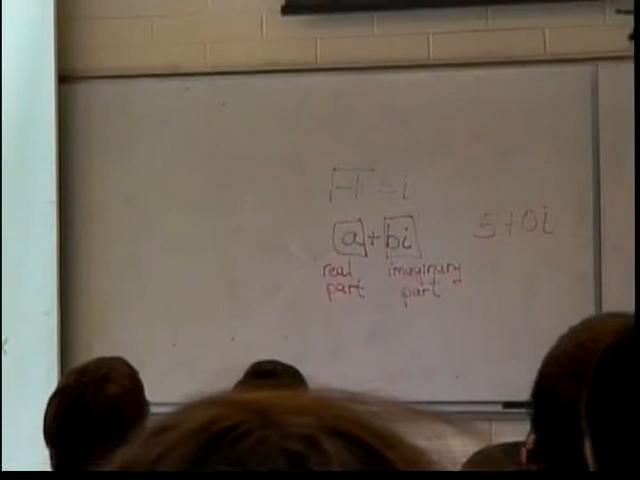 √-1 = i
a + bi
5+0i
real part
imaginary part